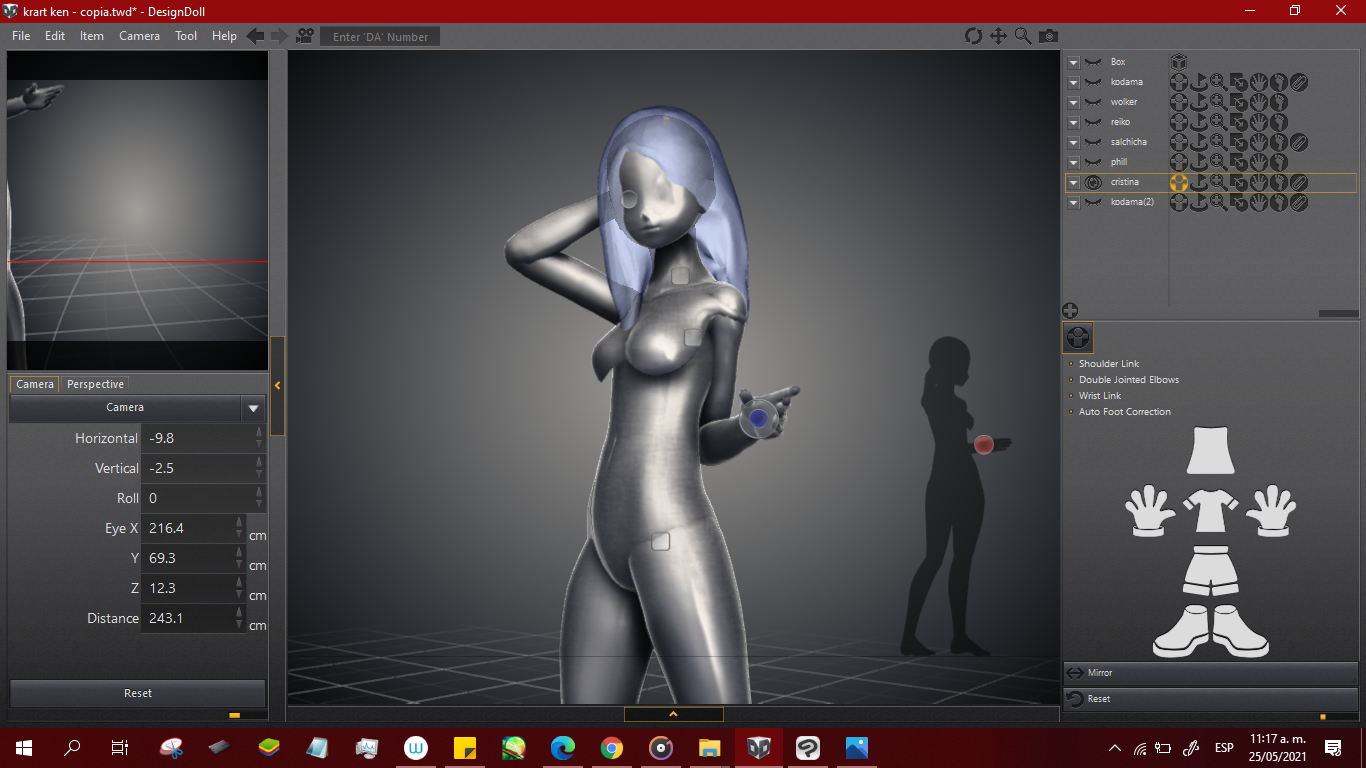 krart ken - copia.twd* - DesignDoll
File Edit Item Camera Tool Help Enter 'DA' Number
Box
kodama
wolker
reiko
salchicha
phill
cristina
kodama(2)
Shoulder Link
Double Jointed Elbows
Wrist Link
Auto Foot Correction
Mirror
Reset
Camera Perspective
Camera
Horizontal -9.8
Vertical -2.5
Roll 0
Eye X 216.4 cm
Y 69.3 cm
Z 12.3 cm
Distance 243.1 cm
Reset
ESP
11:17 a. m.
25/05/2021